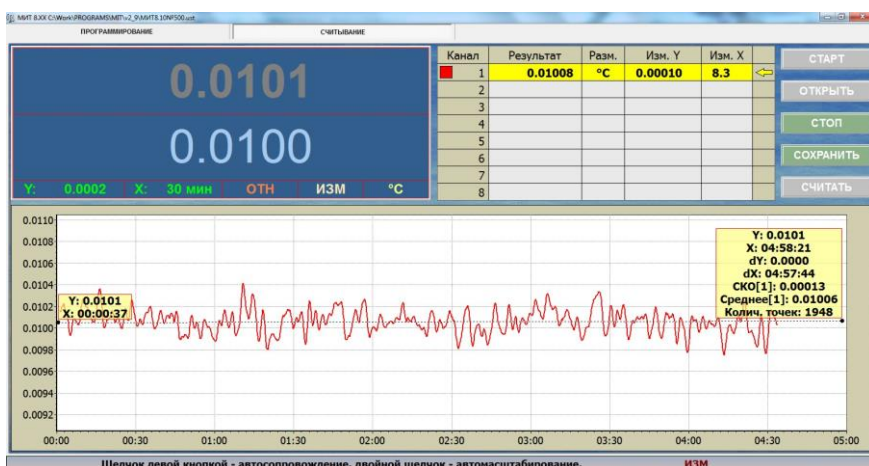 МИТ 8.XX C:\Work\PROGRAMS\MIT\v2_9\МИТ8.10№500.ust
ПРОГРАММИРОВАНИЕ СЧИТЫВАНИЕ
0.0101
0.0100
Y: 0.0002 X: 30 мин ОТН ИЗМ °C
Канал Результат Разм. Изм. Y Изм. X
1 0.01008 °C 0.00010 8.3
2
3
4
5
6
7
8
СТАРТ
ОТКРЫТЬ
СТОП
СОХРАНИТЬ
СЧИТАТЬ
0.0110
0.0108
0.0106
0.0104
0.0102
0.0100
0.0098
0.0096
0.0094
0.0092
Y: 0.0101
X: 00:00:37
Y: 0.0101
X: 04:58:21
dY: 0.0000
dX: 04:57:44
СКО[1]: 0.00013
Среднее[1]: 0.01006
Колич. точек: 1948
00:00 00:30 01:00 01:30 02:00 02:30 03:00 03:30 04:00 04:30 05:00
Щелчок левой кнопкой - автосопровождение, двойной щелчок - автомасштабирование. ИЗМ